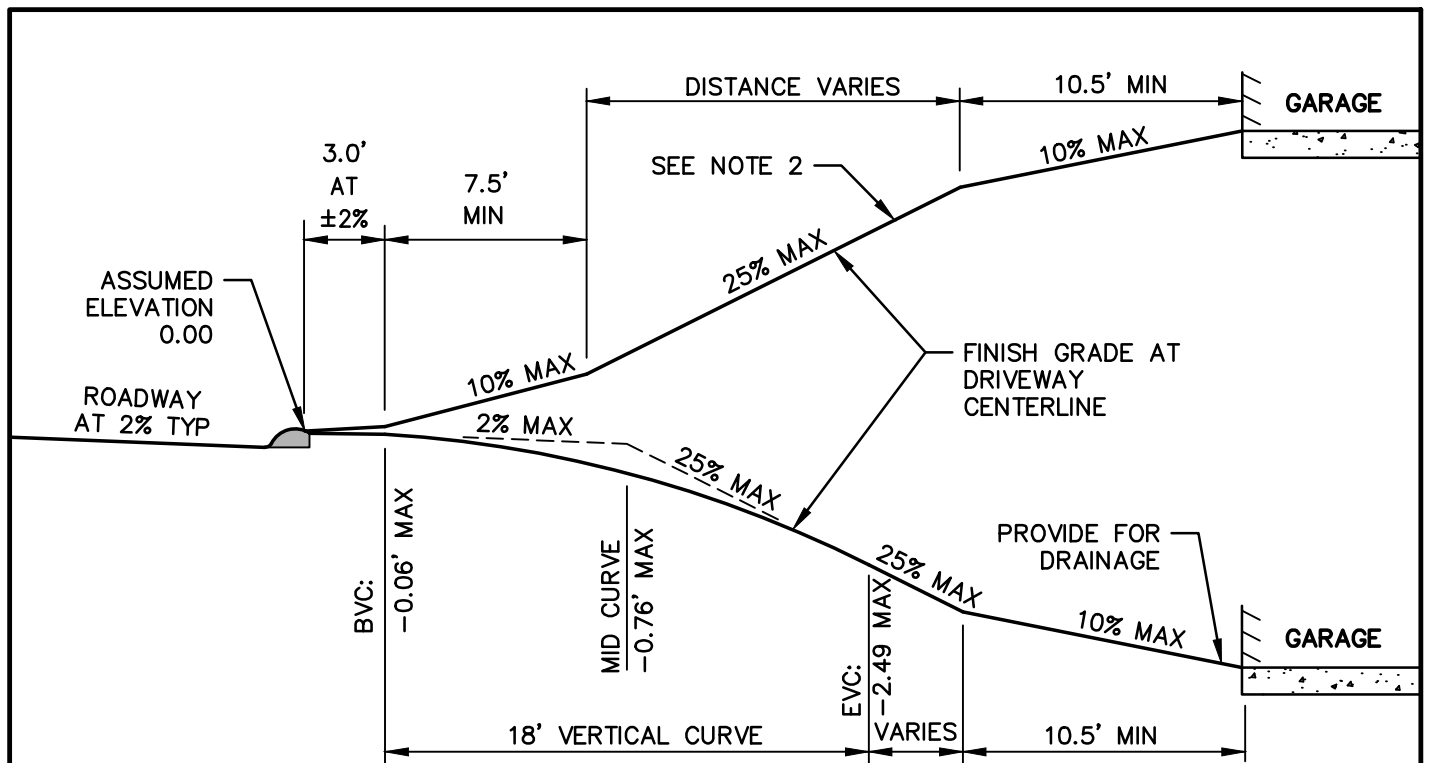 DISTANCE VARIES
10.5' MIN
GARAGE
3.0'
AT
±2%
7.5'
MIN
SEE NOTE 2
10% MAX
25% MAX
ASSUMED
ELEVATION
0.00
ROADWAY
AT 2% TYP
10% MAX
2% MAX
25% MAX
FINISH GRADE AT
DRIVEWAY
CENTERLINE
BVC:
-0.06' MAX
MID CURVE
-0.76' MAX
EVC:
-2.49 MAX
25% MAX
PROVIDE FOR
DRAINAGE
10% MAX
GARAGE
18' VERTICAL CURVE
VARIES
10.5' MIN